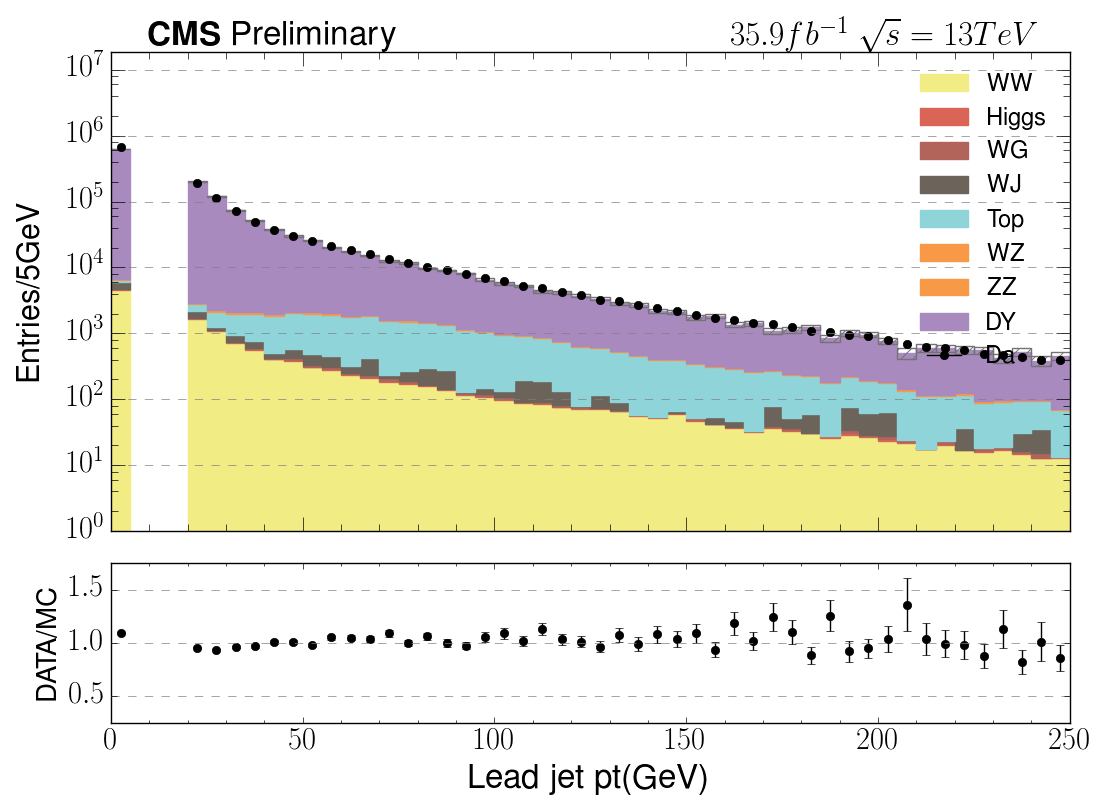 CMS Preliminary 35.9fb⁻¹ √s = 13TeV
10⁷
10⁶
10⁵
10⁴
10³
10²
10¹
10⁰
Entries/5GeV
WW
Higgs
WG
WJ
Top
WZ
ZZ
DY
Da
1.5
1.0
0.5
DATA/MC
0 50 100 150 200 250
Lead jet pt(GeV)